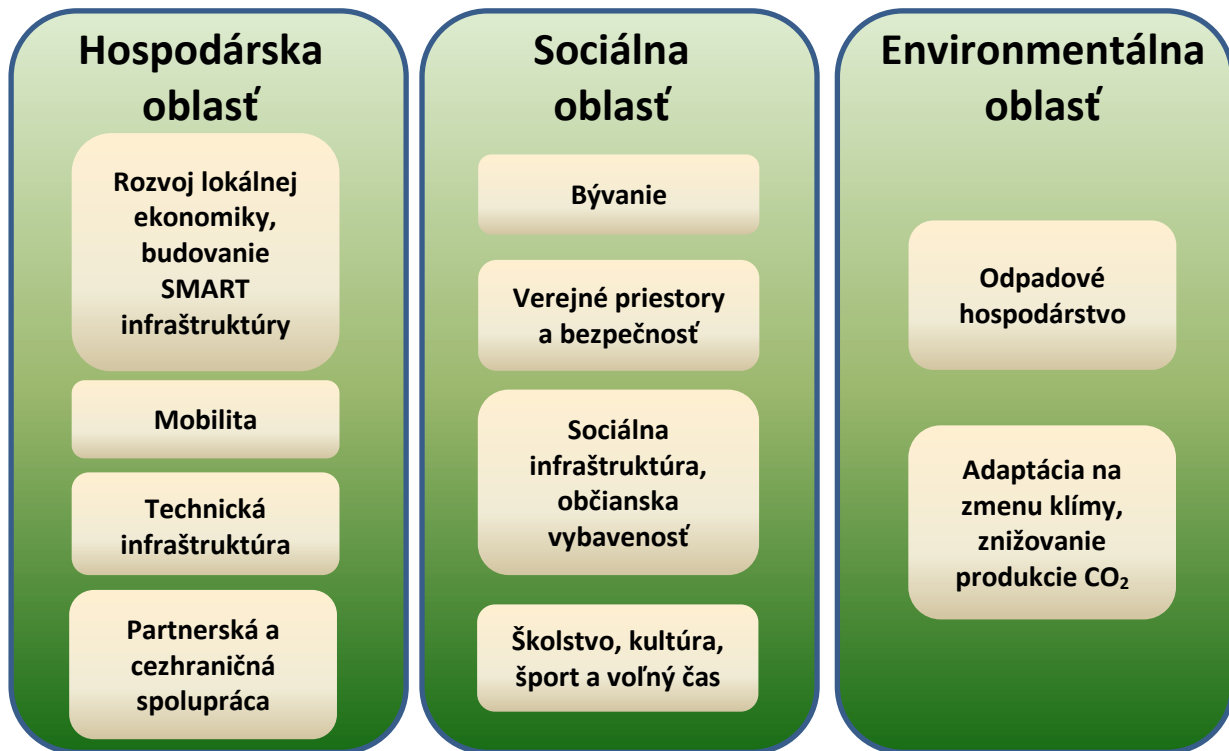 Hospodárska
oblasť
Rozvoj lokálnej
ekonomiky,
budovanie
SMART
infraštruktúry
Mobilita
Technická
infraštruktúra
Partnerská a
cezhraničná
spolupráca
Sociálna
oblasť
Bývanie
Verejné priestory
a bezpečnosť
Sociálna
infraštruktúra,
občianska
vybavenosť
Školstvo, kultúra,
šport a voľný čas
Environmentálna
oblasť
Odpadové
hospodárstvo
Adaptácia na
zmenu klímy,
znižovanie
produkcie CO₂